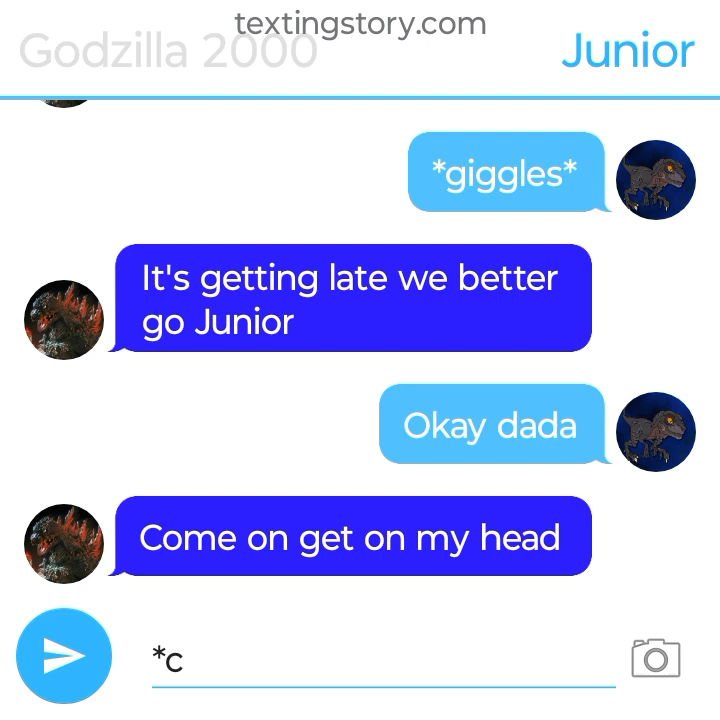 textingstory.com
Godzilla 2000
Junior
*giggles*
It's getting late we better
go Junior
Okay dada
Come on get on my head
*c